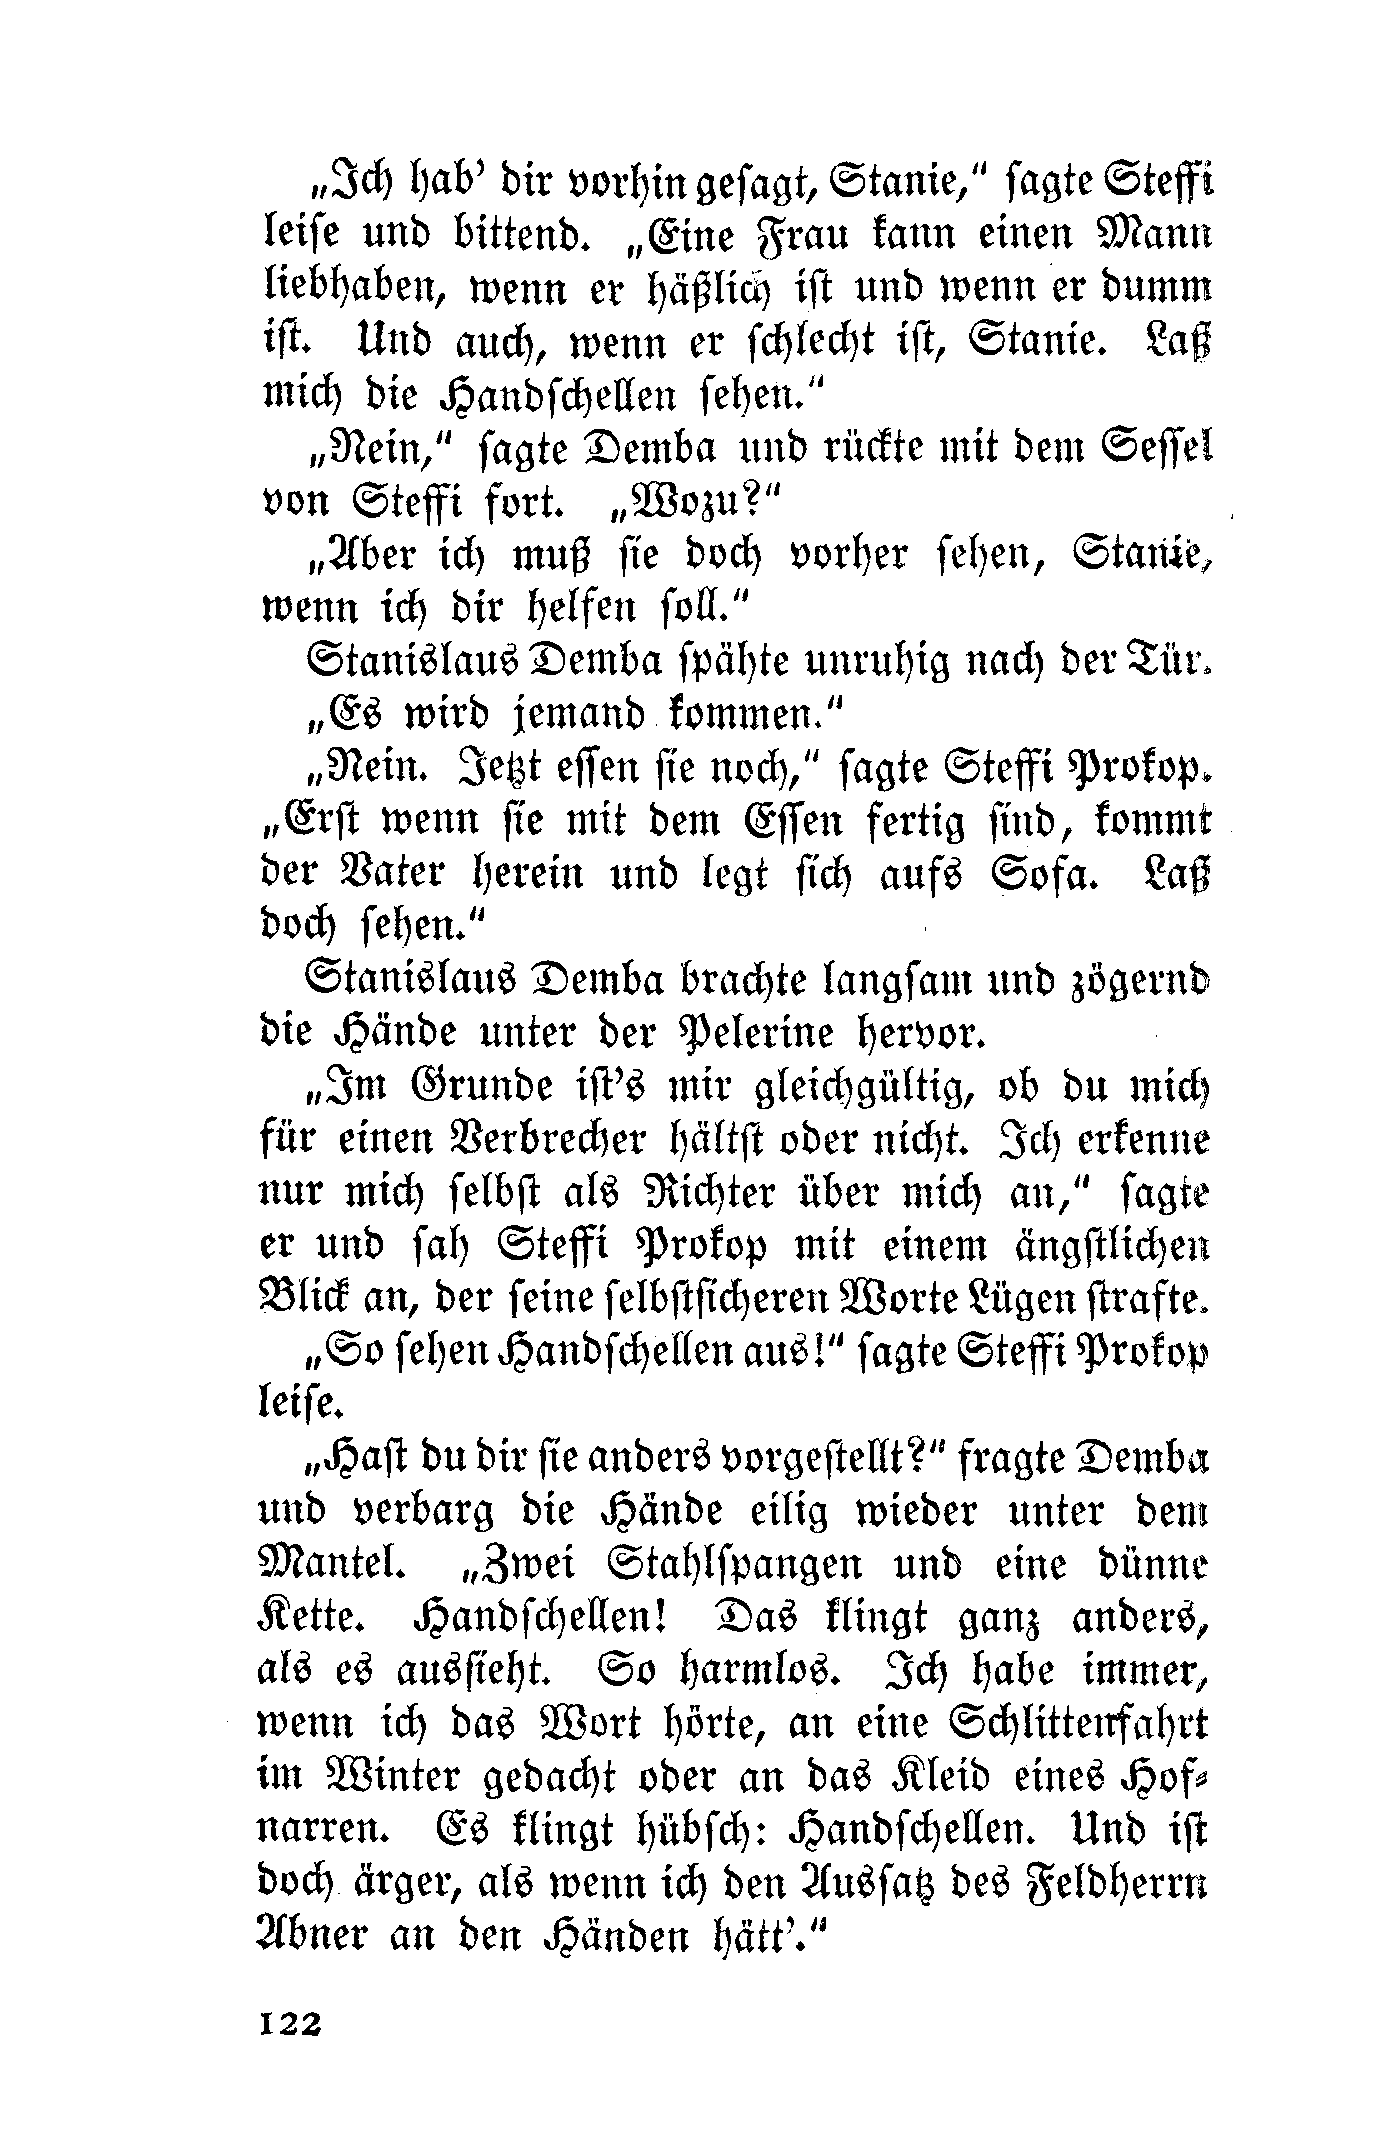 „Ich hab' dir vorhin gesagt, Stanie,“ sagte Steffi
leise und bittend. „Eine Frau kann einen Mann
liebhaben, wenn er häßlich ist und wenn er dumm
ist. Und auch, wenn er schlecht ist, Stanie. Laß
mich die Handschellen sehen.“
„Nein,“ sagte Demba und rückte mit dem Sessel
von Steffi fort. „Wozu?“
„Aber ich muß sie doch vorher sehen, Stanie,
wenn ich dir helfen soll.“
Stanislaus Demba spähte unruhig nach der Tür.
„Es wird jemand kommen.“
„Nein. Jetzt essen sie noch,“ sagte Steffi Prokop.
„Erst wenn sie mit dem Essen fertig sind, kommt
der Vater herein und legt sich aufs Sofa. Laß
doch sehen.“
Stanislaus Demba brachte langsam und zögernd
die Hände unter der Pelerine hervor.
„Im Grunde ist's mir gleichgültig, ob du mich
für einen Verbrecher hältst oder nicht. Ich erkenne
nur mich selbst als Richter über mich an,“ sagte
er und sah Steffi Prokop mit einem ängstlichen
Blick an, der seine selbstsicheren Worte Lügen strafte.
„So sehen Handschellen aus!“ sagte Steffi Prokop
leise.
„Hast du dir sie anders vorgestellt?“ fragte Demba
und verbarg die Hände eilig wieder unter dem
Mantel. „Zwei Stahlspangen und eine dünne
Kette. Handschellen! Das klingt ganz anders,
als es aussieht. So harmlos. Ich habe immer,
wenn ich das Wort hörte, an eine Schlittenfahrt
im Winter gedacht oder an das Kleid eines Hof-
narren. Es klingt hübsch: Handschellen. Und ist
doch ärger, als wenn ich den Aussatz des Feldherrn
Abner an den Händen hätt'.“
122